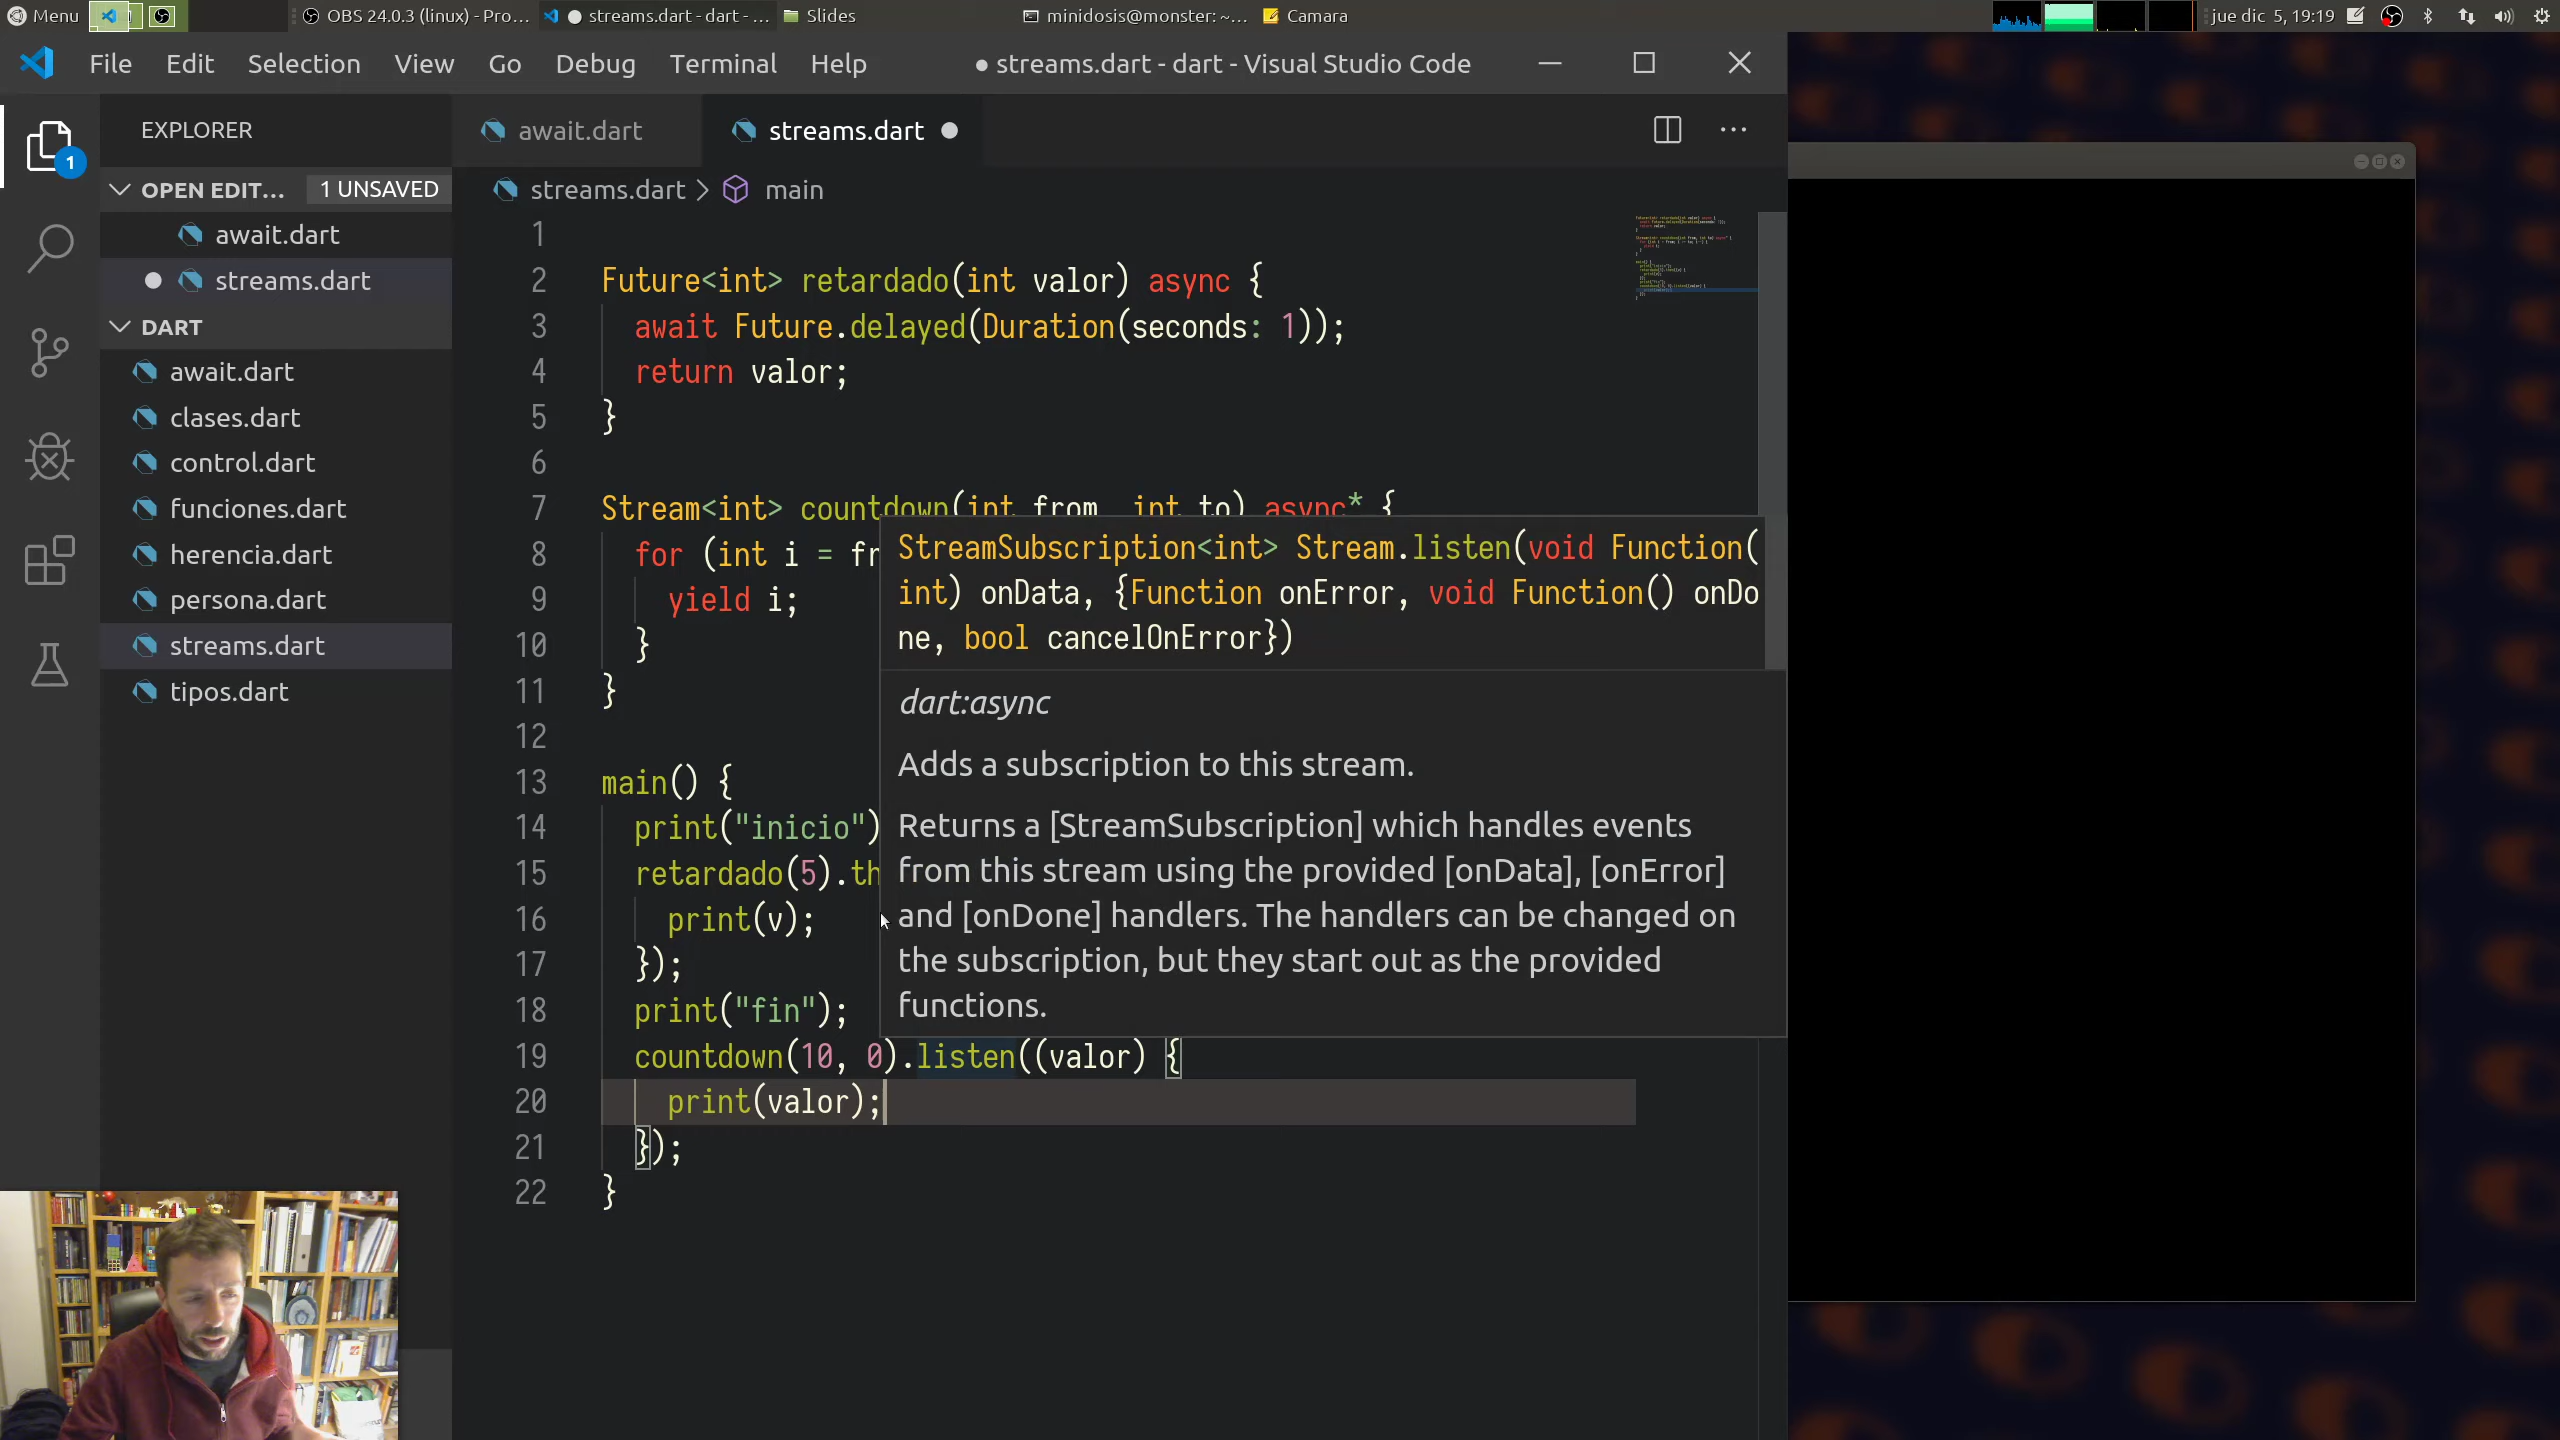 Menu
OBS 24.0.3 (linux) - Pro...
streams.dart - dart - ...
Slides
minidosis@monster: ~...
Camara
jue dic 5, 19:19
File Edit Selection View Go Debug Terminal Help
● streams.dart - dart - Visual Studio Code
EXPLORER
1
OPEN EDIT... 1 UNSAVED
await.dart
streams.dart
DART
await.dart
clases.dart
control.dart
funciones.dart
herencia.dart
persona.dart
streams.dart
tipos.dart
await.dart
streams.dart
streams.dart > main
1
2 Future<int> retardado(int valor) async {
3 await Future.delayed(Duration(seconds: 1));
4 return valor;
5 }
6
7 Stream<int> countdown(int from, int to) async* {
8 for (int i = fr
9 yield i;
10 }
11 }
12
13 main() {
14 print("inicio")
15 retardado(5).th
16 print(v);
17 });
18 print("fin");
19 countdown(10, 0).listen((valor) {
20 print(valor);
21 });
22 }
StreamSubscription<int> Stream.listen(void Function(
int) onData, {Function onError, void Function() onDo
ne, bool cancelOnError})
dart:async
Adds a subscription to this stream.
Returns a [StreamSubscription] which handles events
from this stream using the provided [onData], [onError]
and [onDone] handlers. The handlers can be changed on
the subscription, but they start out as the provided
functions.